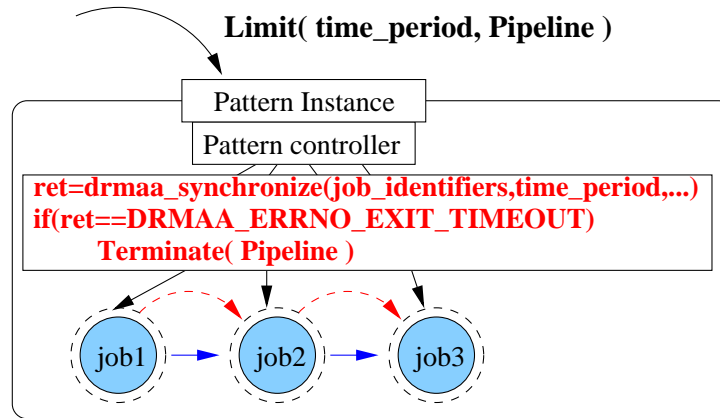 Limit( time_period, Pipeline )
Pattern Instance
Pattern controller
ret=drmaa_synchronize(job_identifiers,time_period,...)
if(ret==DRMAA_ERRNO_EXIT_TIMEOUT)
Terminate( Pipeline )
job1 job2 job3